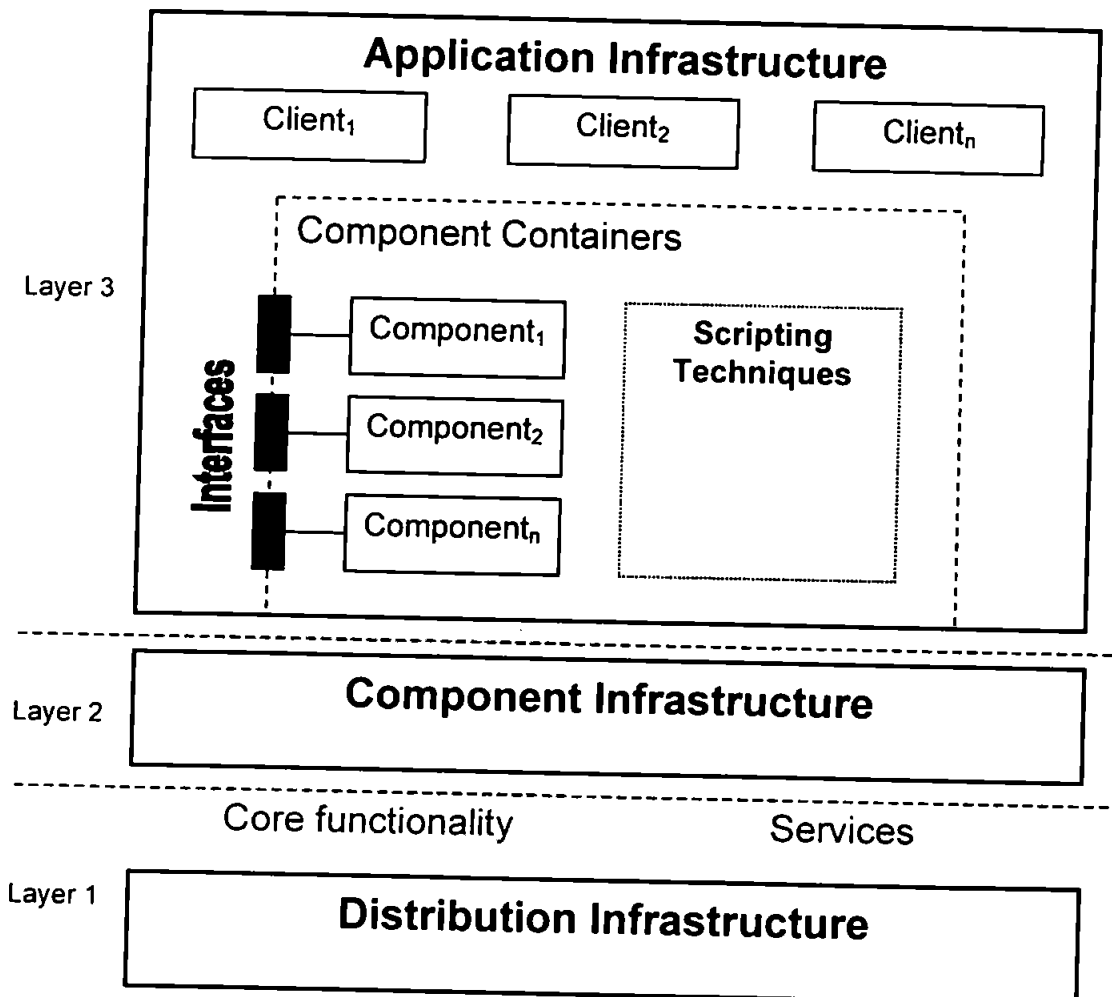 Application Infrastructure
Client₁
Client₂
Clientₙ
Component Containers
Layer 3
Interfaces
Component₁
Component₂
Componentₙ
Scripting
Techniques
Layer 2
Component Infrastructure
Core functionality
Services
Layer 1
Distribution Infrastructure